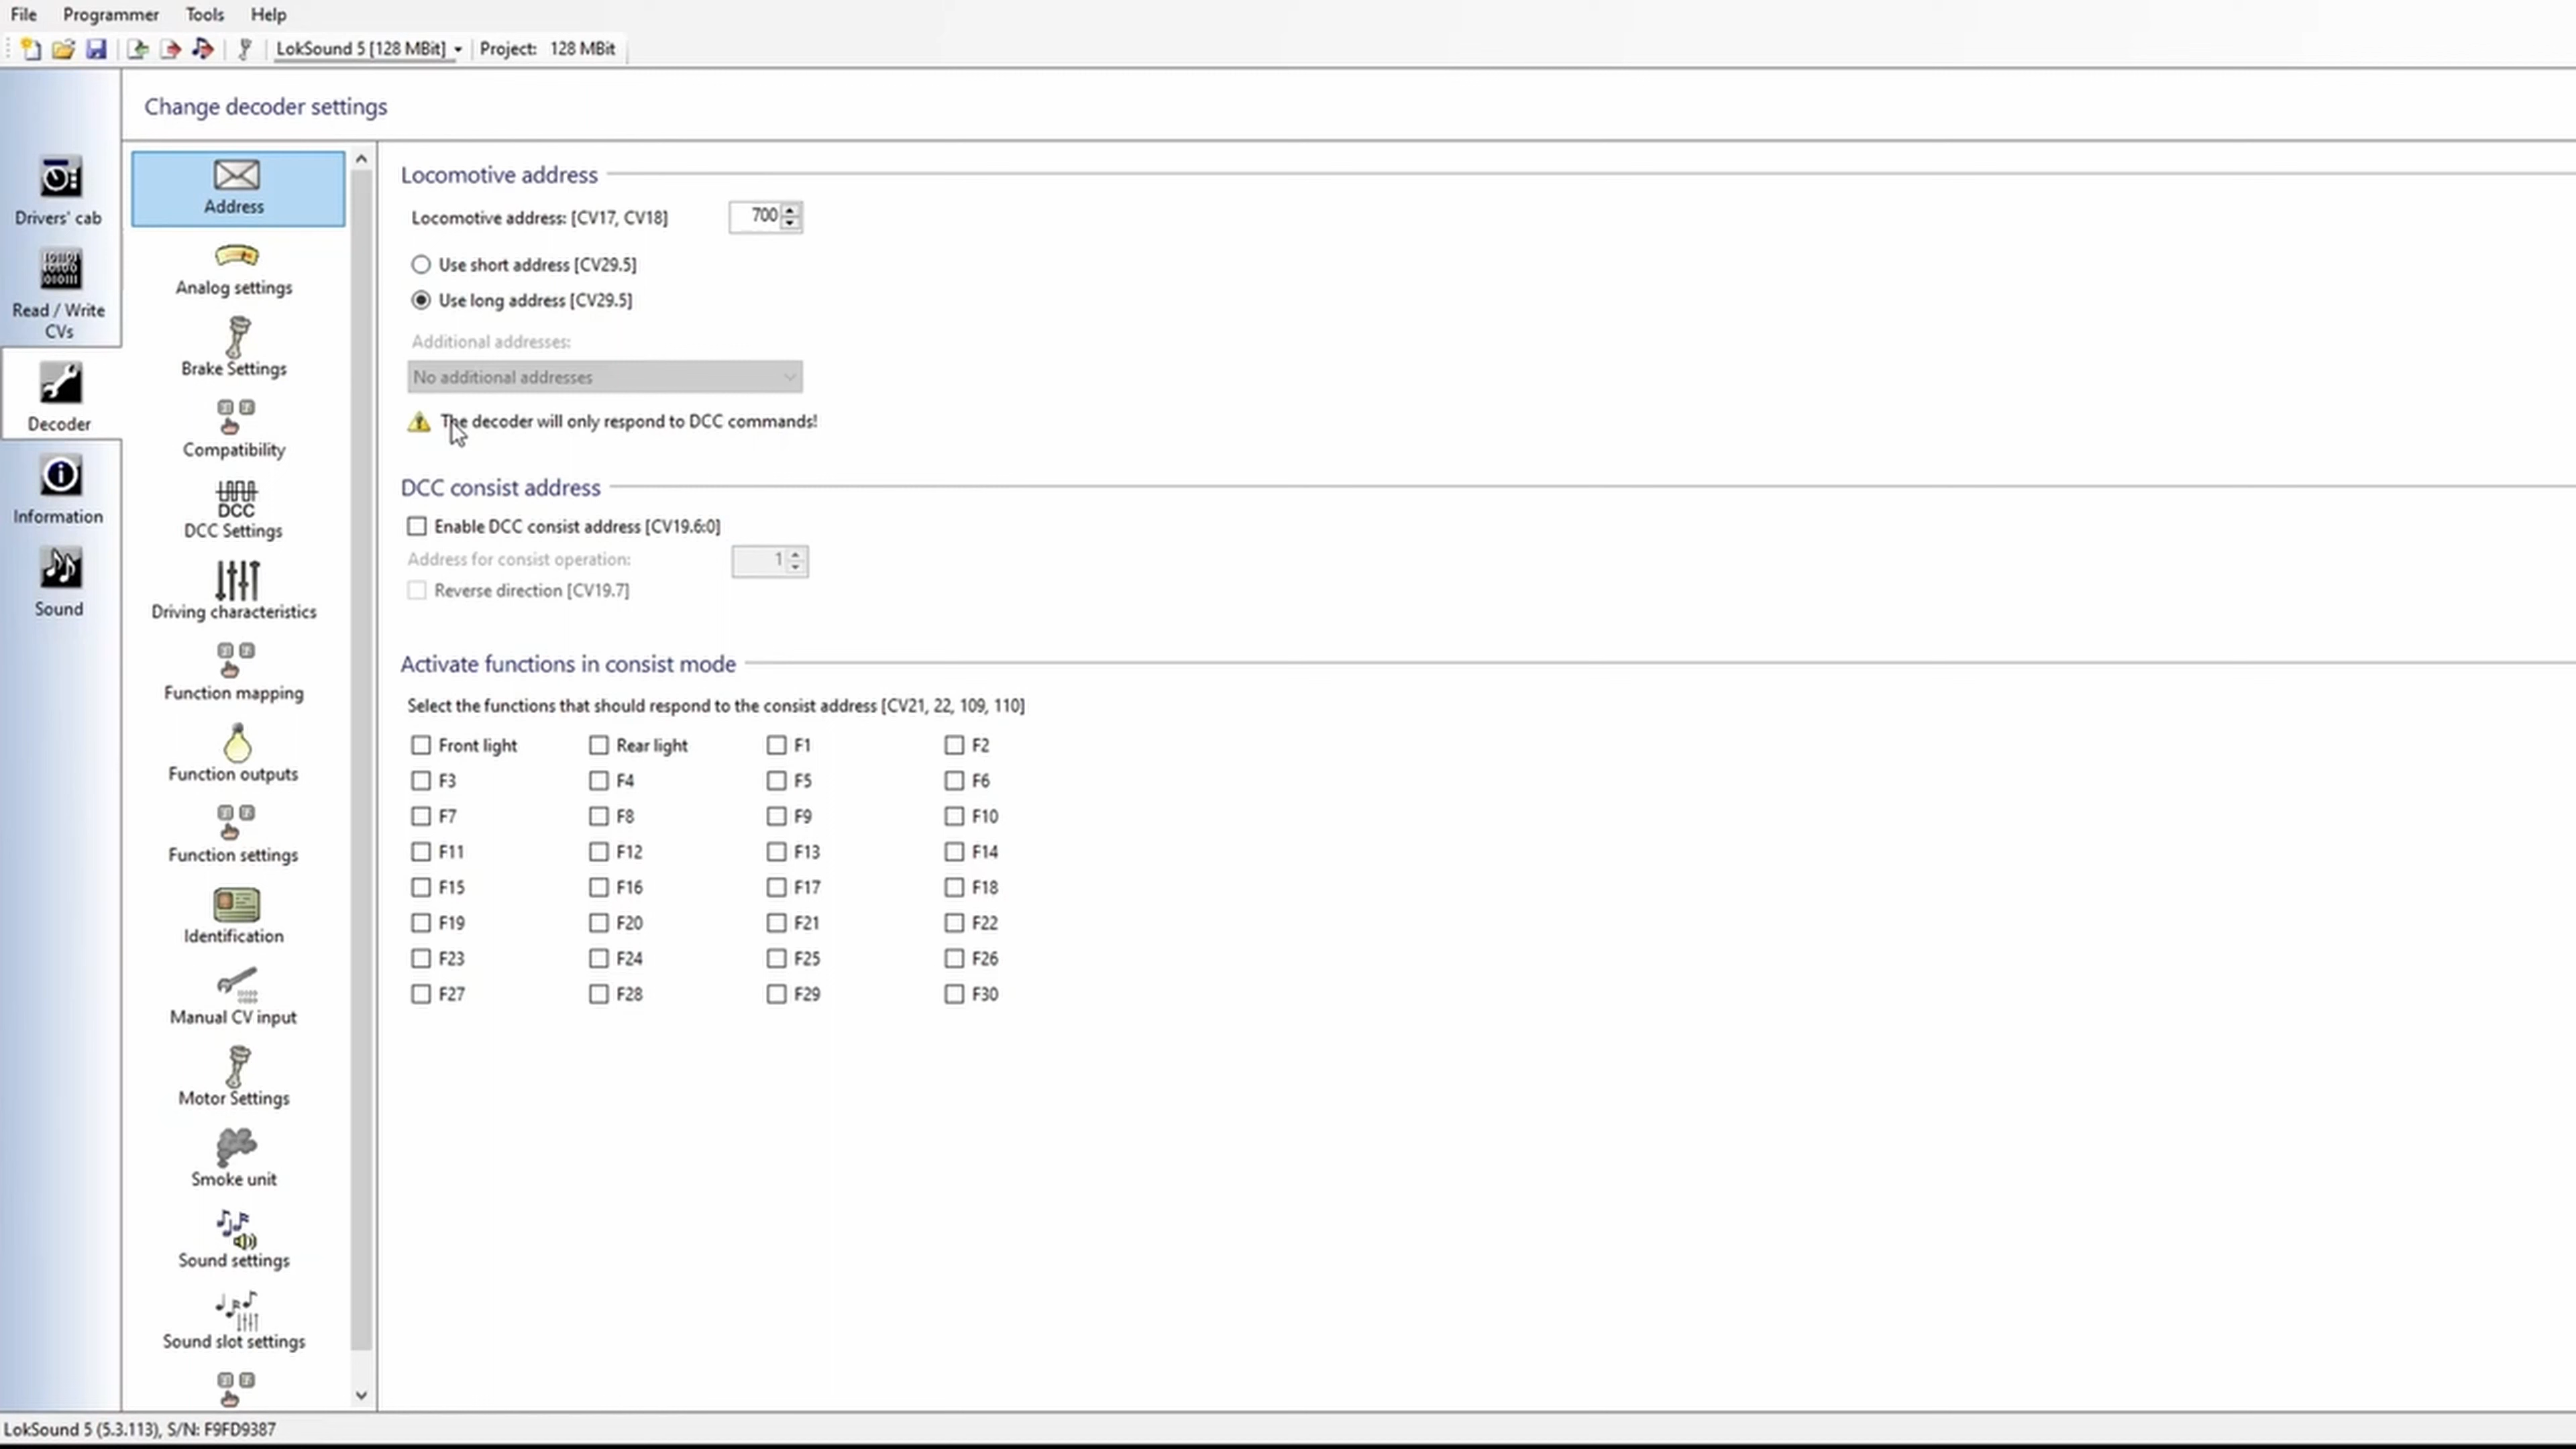 File Programmer Tools Help
LokSound 5 [128 MBit] Project: 128 MBit
Change decoder settings
Drivers' cab
Read / Write
CVs
Decoder
Information
Sound
Address
Analog settings
Brake Settings
Compatibility
DCC
DCC Settings
Driving characteristics
Function mapping
Function outputs
Function settings
Identification
Manual CV input
Motor Settings
Smoke unit
Sound settings
Sound slot settings
Locomotive address
Locomotive address: [CV17, CV18] 700
Use short address [CV29.5]
Use long address [CV29.5]
Additional addresses:
No additional addresses
The decoder will only respond to DCC commands!
DCC consist address
Enable DCC consist address [CV19.6:0]
Address for consist operation: 1
Reverse direction [CV19.7]
Activate functions in consist mode
Select the functions that should respond to the consist address [CV21, 22, 109, 110]
Front light Rear light F1 F2
F3 F4 F5 F6
F7 F8 F9 F10
F11 F12 F13 F14
F15 F16 F17 F18
F19 F20 F21 F22
F23 F24 F25 F26
F27 F28 F29 F30
LokSound 5 (5.3.113), S/N: F9FD9387